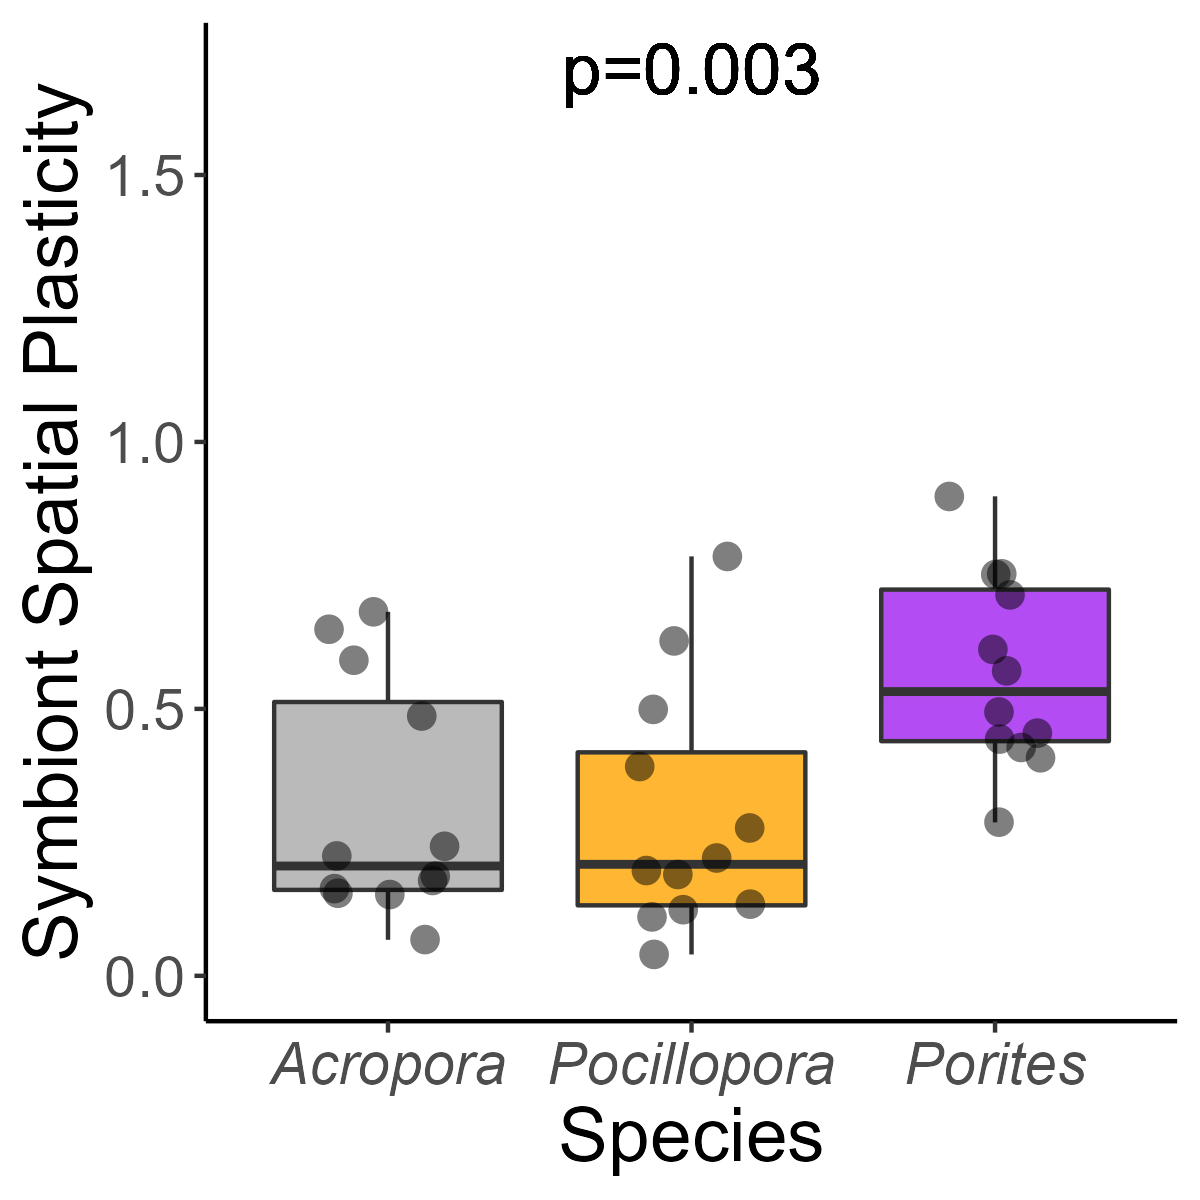 p=0.003
Symbiont Spatial Plasticity
1.5
1.0
0.5
0.0
Acropora Pocillopora Porites
Species